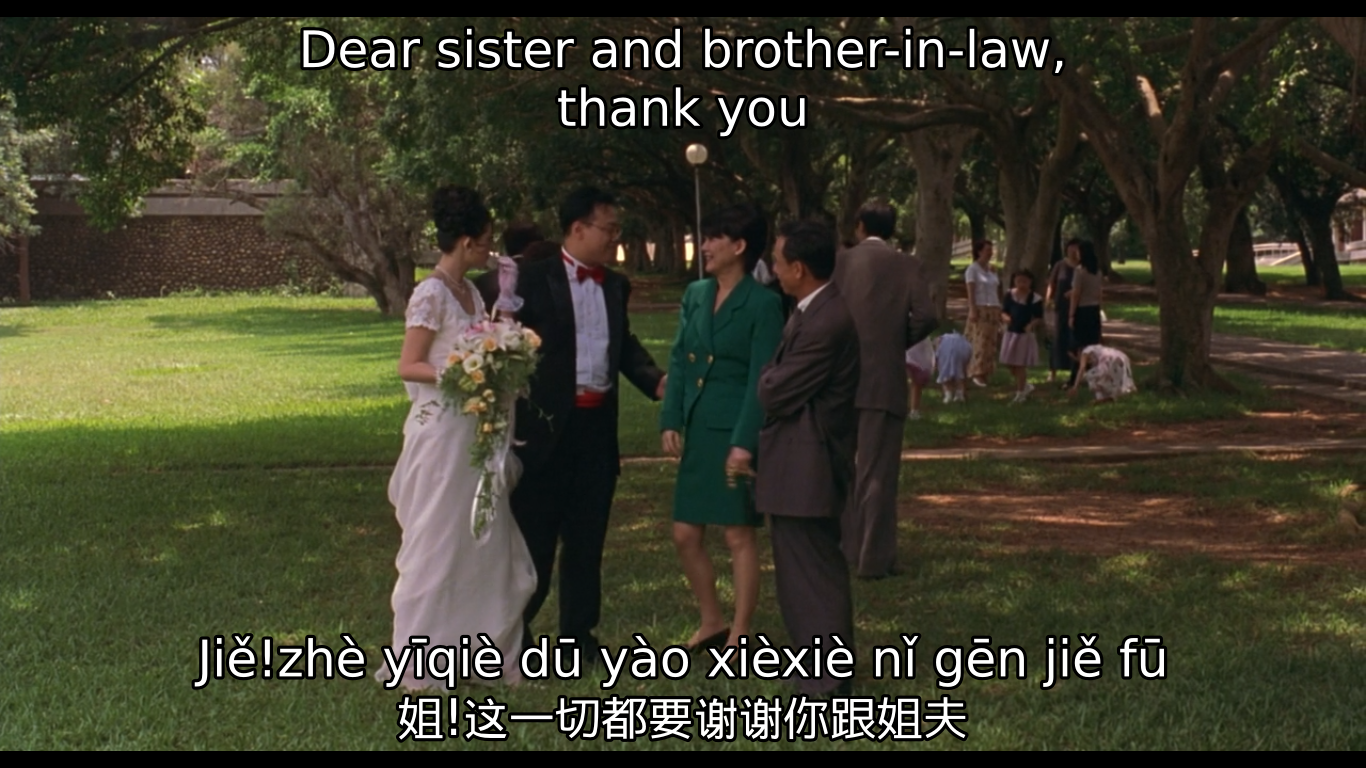 Dear sister and brother-in-law,
thank you
Jiě!zhè yīqiè dū yào xièxiè nǐ gēn jiě fū
姐!这一切都要谢谢你跟姐夫